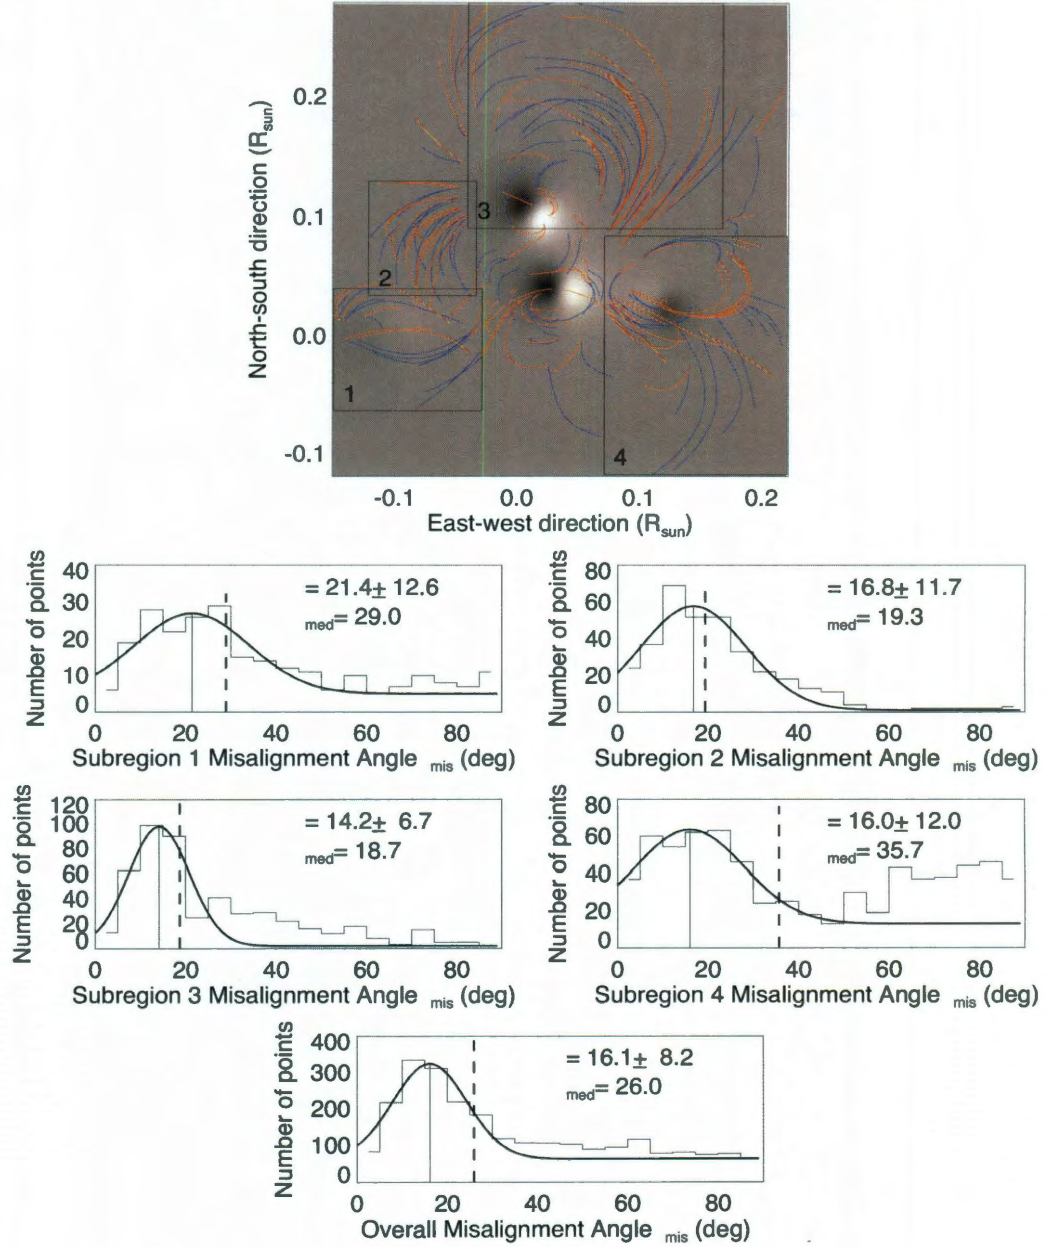 North-south direction (Rsun)
0.2
0.1
0.0
-0.1
3
2
1
4
-0.1 0.0 0.1 0.2
East-west direction (Rsun)
Number of points
40
30
20
10
0
= 21.4± 12.6
med= 29.0
0 20 40 60 80
Subregion 1 Misalignment Angle mis (deg)
Number of points
80
60
40
20
0
= 16.8± 11.7
med= 19.3
0 20 40 60 80
Subregion 2 Misalignment Angle mis (deg)
Number of points
120
100
80
60
40
20
0
= 14.2± 6.7
med= 18.7
0 20 40 60 80
Subregion 3 Misalignment Angle mis (deg)
Number of points
80
60
40
20
0
= 16.0± 12.0
med= 35.7
0 20 40 60 80
Subregion 4 Misalignment Angle mis (deg)
Number of points
400
300
200
100
0
= 16.1± 8.2
med= 26.0
0 20 40 60 80
Overall Misalignment Angle mis (deg)